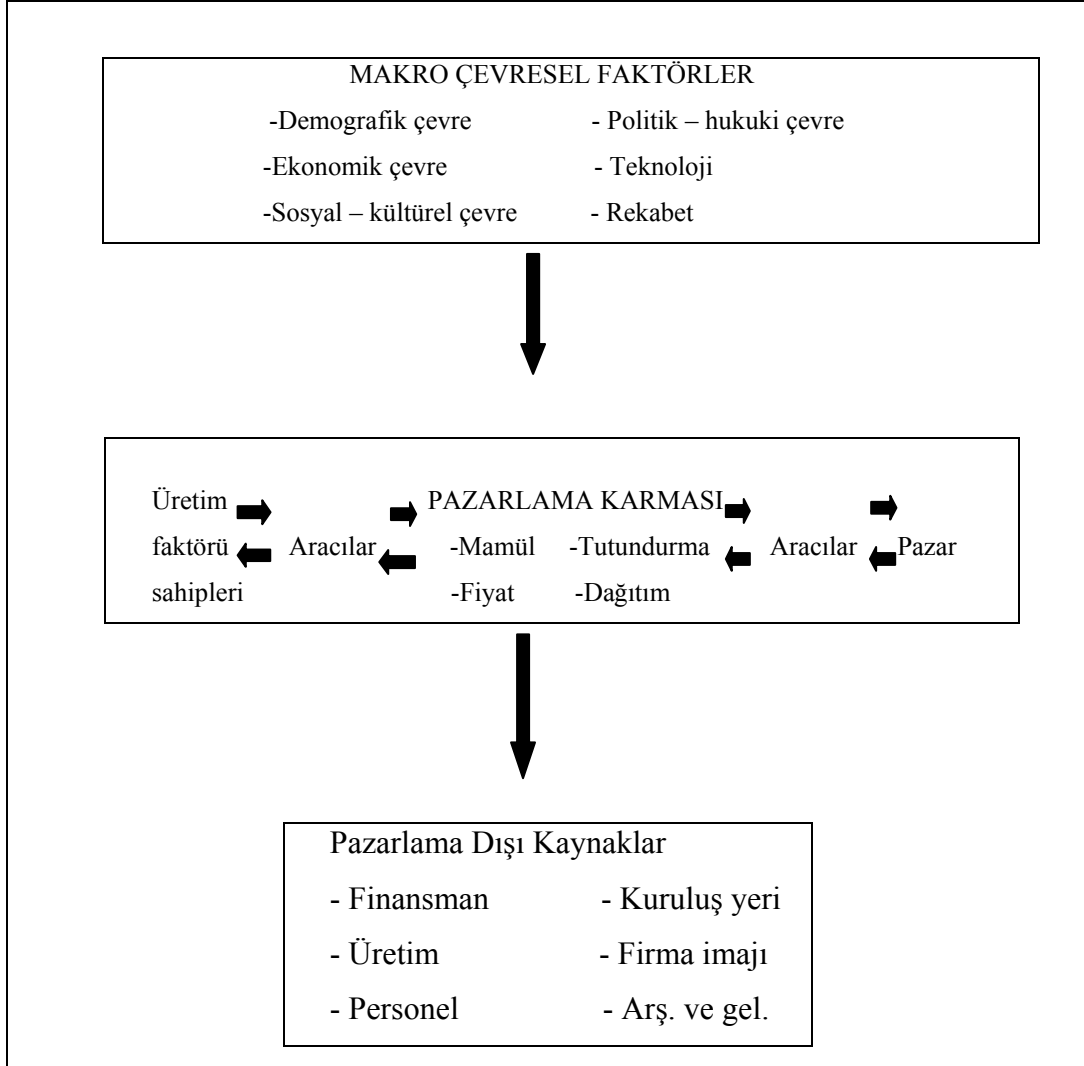 MAKRO ÇEVRESEL FAKTÖRLER
-Demografik çevre - Politik – hukuki çevre
-Ekonomik çevre - Teknoloji
-Sosyal – kültürel çevre - Rekabet
Üretim PAZARLAMA KARMASI
faktörü Aracılar -Mamül -Tutundurma Aracılar Pazar
sahipleri -Fiyat -Dağıtım
Pazarlama Dışı Kaynaklar
- Finansman - Kuruluş yeri
- Üretim - Firma imajı
- Personel - Arş. ve gel.